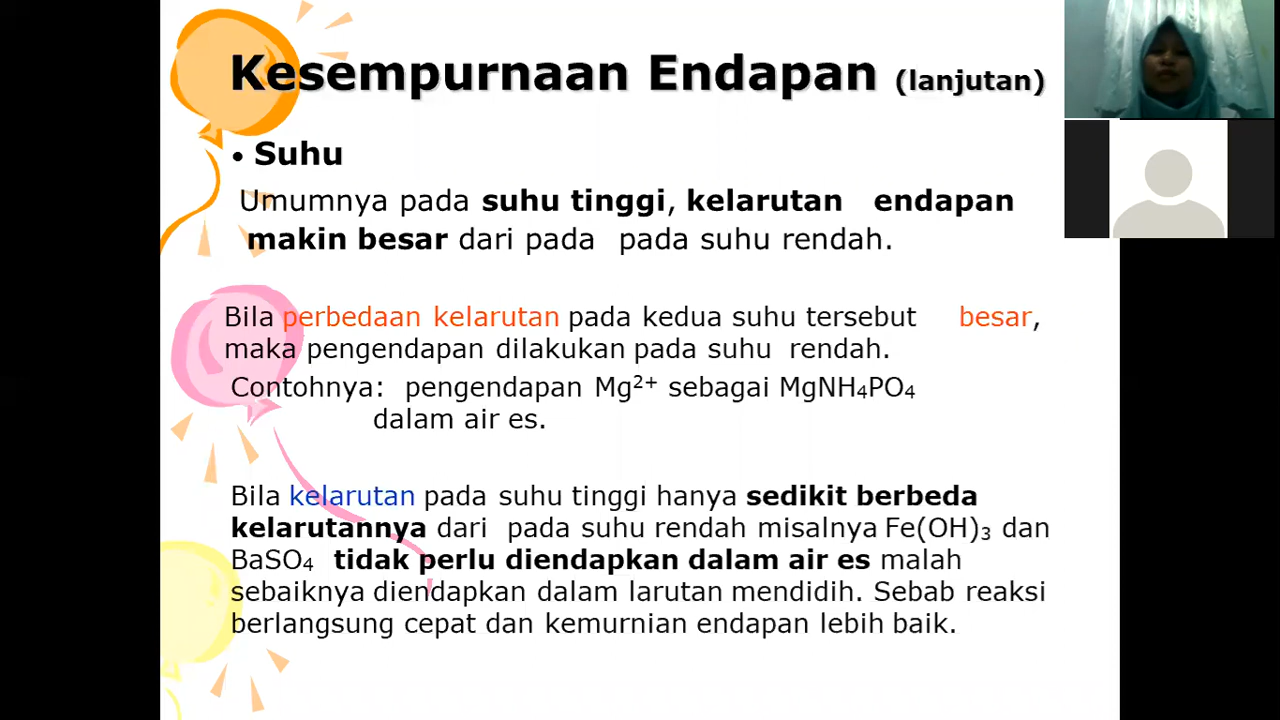 Kesempurnaan Endapan (lanjutan)
• Suhu
Umumnya pada suhu tinggi, kelarutan endapan
makin besar dari pada pada suhu rendah.
Bila perbedaan kelarutan pada kedua suhu tersebut besar,
maka pengendapan dilakukan pada suhu rendah.
Contohnya: pengendapan Mg²⁺ sebagai MgNH₄PO₄
dalam air es.
Bila kelarutan pada suhu tinggi hanya sedikit berbeda
kelarutannya dari pada suhu rendah misalnya Fe(OH)₃ dan
BaSO₄ tidak perlu diendapkan dalam air es malah
sebaiknya diendapkan dalam larutan mendidih. Sebab reaksi
berlangsung cepat dan kemurnian endapan lebih baik.